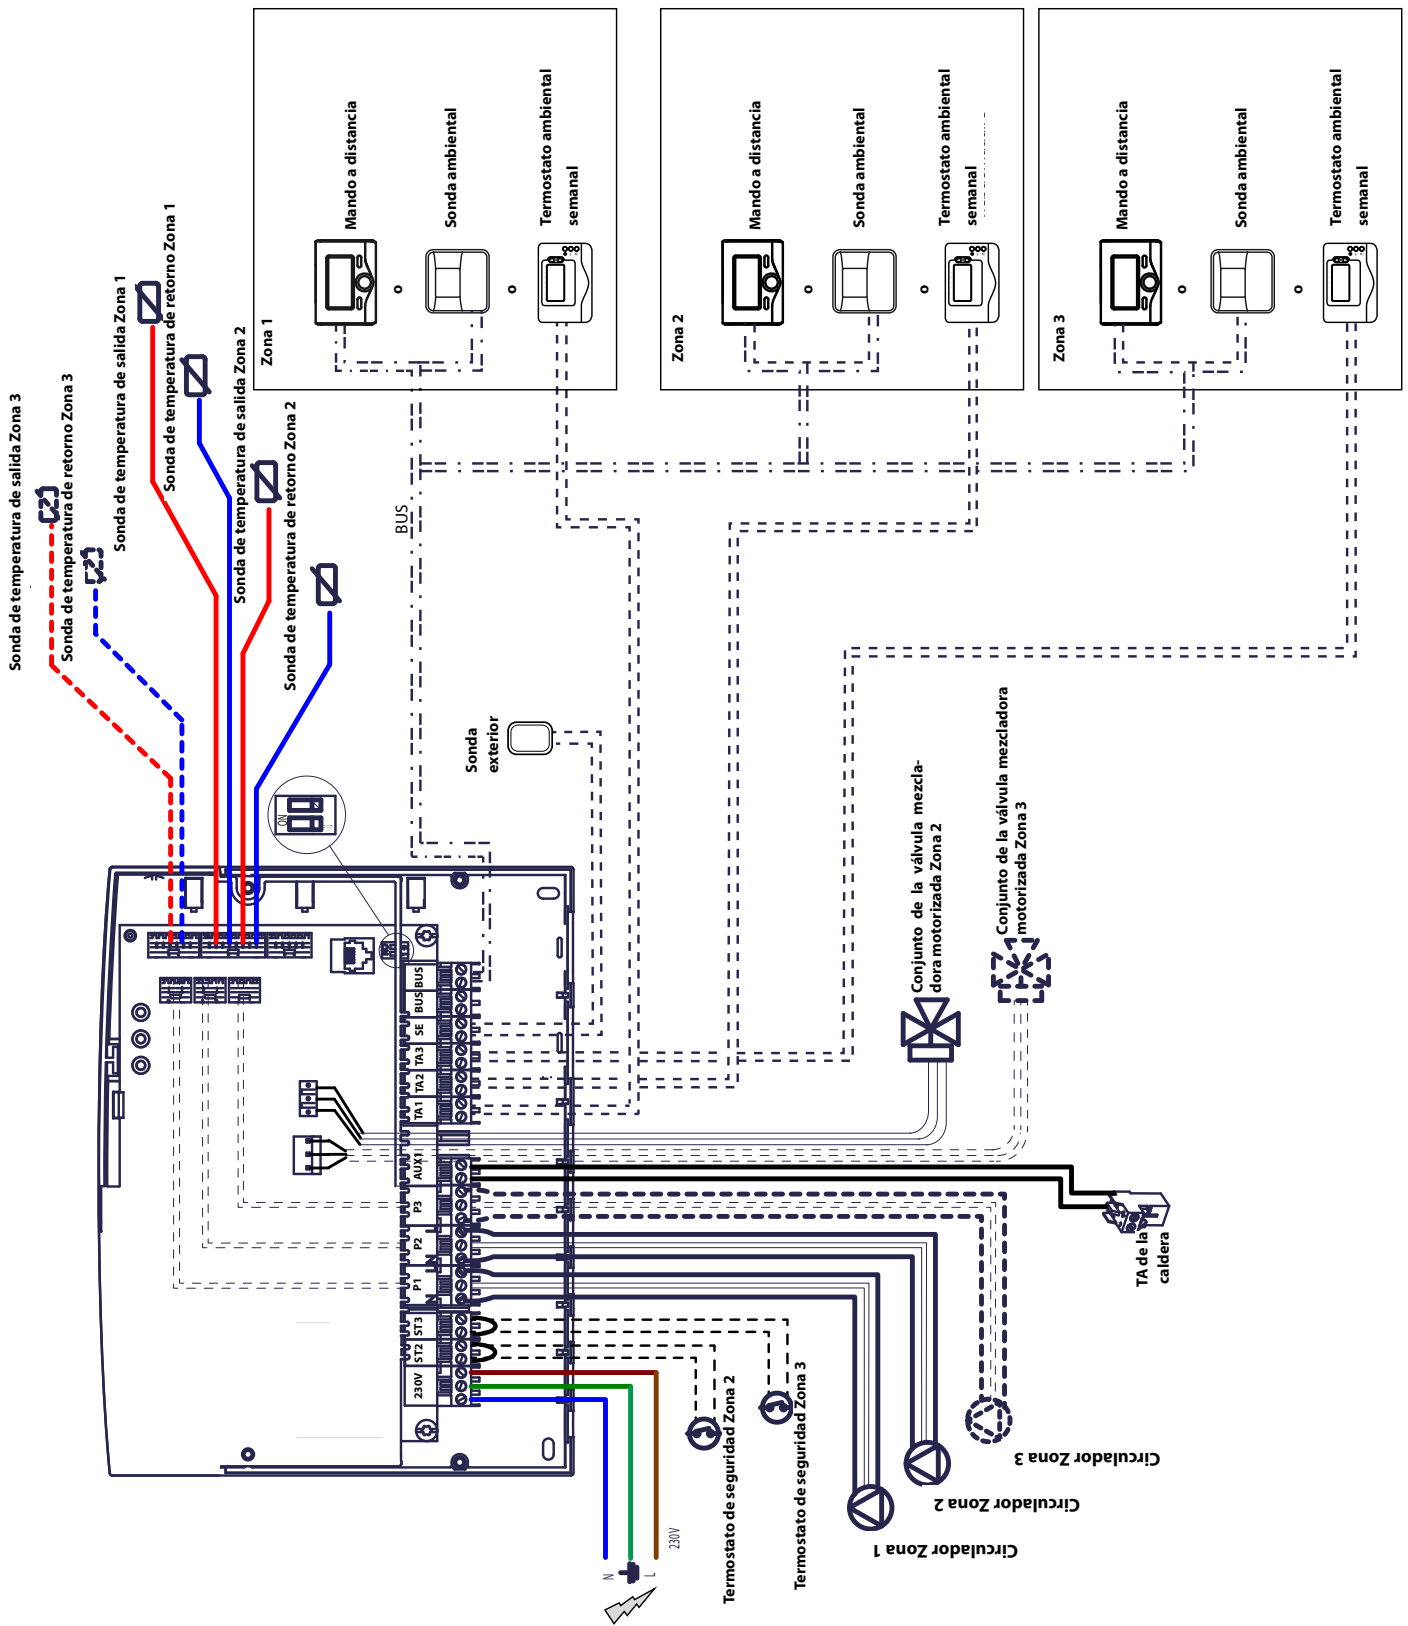 Sonda de temperatura de salida Zona 3
Sonda de temperatura de retorno Zona 3
Sonda de temperatura de salida Zona 1
Sonda de temperatura de retorno Zona 1
Sonda de temperatura de salida Zona 2
Sonda de temperatura de retorno Zona 2
Zona 1
Mando a distancia
Sonda ambiental
Termostato ambiental
semanal
Zona 2
Mando a distancia
Sonda ambiental
Termostato ambiental
semanal
Zona 3
Mando a distancia
Sonda ambiental
Termostato ambiental
semanal
BUS
Sonda
exterior
ON
Conjunto de la válvula mezcla-
dora motorizada Zona 2
Conjunto de la válvula mezcladora
motorizada Zona 3
BUS
BUS
SE
TA3
TA2
TA1
AUX1
P3
P2
P1
ST3
ST2
230V
L
N
L
N
TA de la
caldera
Termostato de seguridad Zona 2
Termostato de seguridad Zona 3
Circulador Zona 3
Circulador Zona 2
Circulador Zona 1
N
L
230V